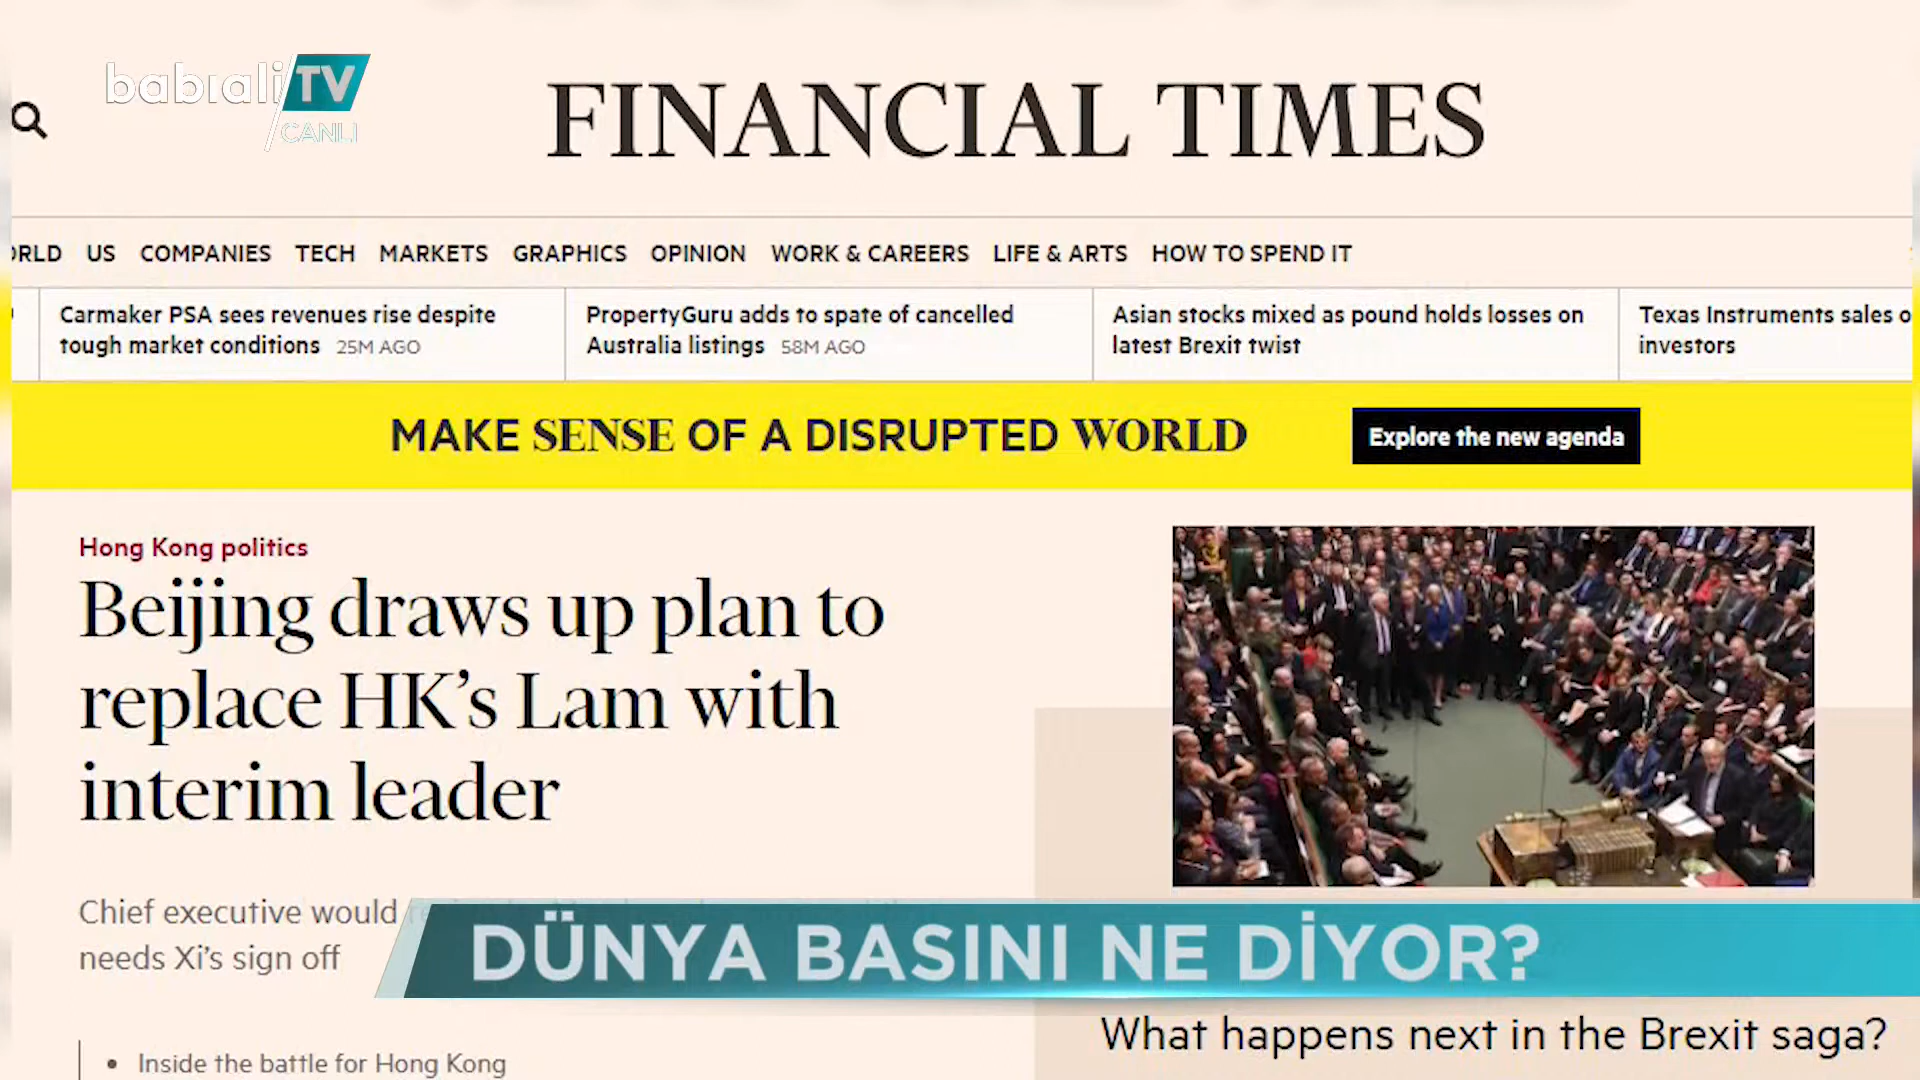 babıali TV
CANLI
FINANCIAL TIMES
US COMPANIES TECH MARKETS GRAPHICS OPINION WORK & CAREERS LIFE & ARTS HOW TO SPEND IT
Carmaker PSA sees revenues rise despite
tough market conditions 25M AGO
PropertyGuru adds to spate of cancelled
Australia listings 58M AGO
Asian stocks mixed as pound holds losses on
latest Brexit twist
Texas Instruments sales
investors
MAKE SENSE OF A DISRUPTED WORLD
Explore the new agenda
Hong Kong politics
Beijing draws up plan to
replace HK’s Lam with
interim leader
Chief executive would
needs Xi’s sign off
DÜNYA BASINI NE DİYOR?
What happens next in the Brexit saga?
• Inside the battle for Hong Kong